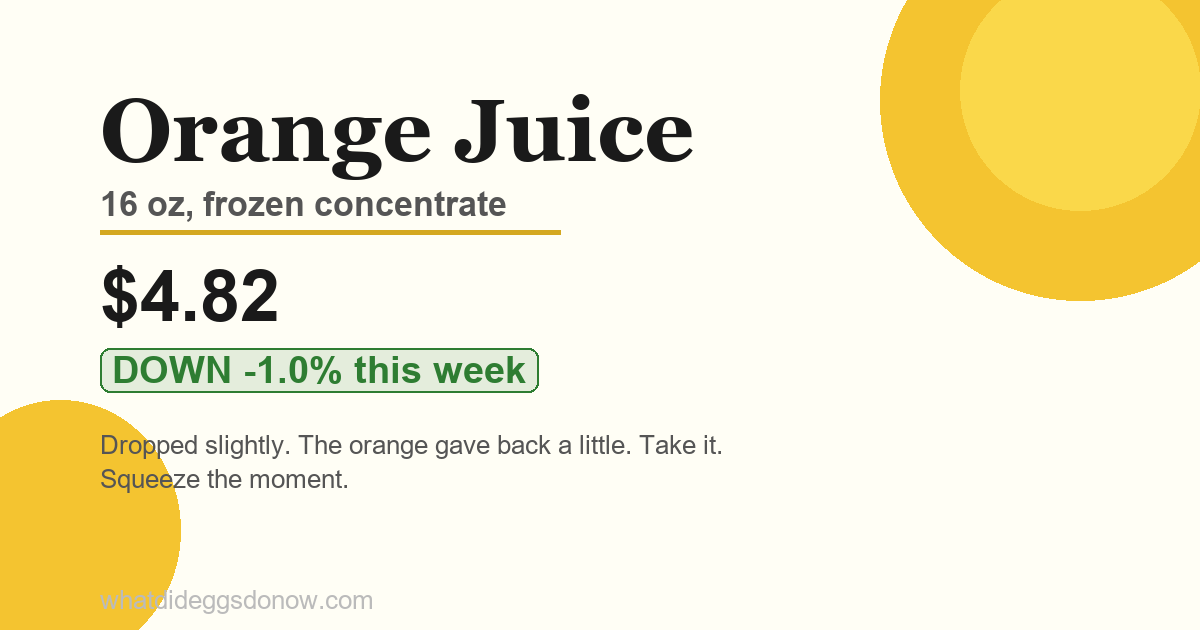 Orange Juice
16 oz, frozen concentrate
$4.82
DOWN -1.0% this week
Dropped slightly. The orange gave back a little. Take it.
Squeeze the moment.
whatdideggsdonow.com